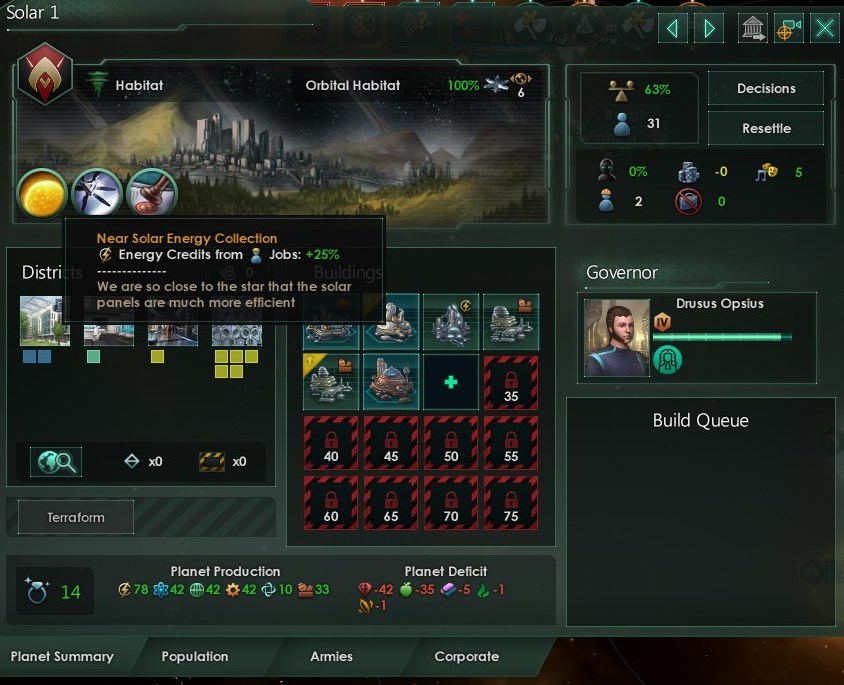 Solar 1
Habitat
Orbital Habitat
100%
6
63%
31
Decisions
Resettle
0%
-0
5
2
0
Near Solar Energy Collection
Energy Credits from Jobs: +25%
--------------
We are so close to the star that the solar
panels are much more efficient
Districts
0
Buildings
35
40
45
50
55
60
65
70
75
x0
x0
Terraform
Governor
Drusus Opsius
IV
Build Queue
14
Planet Production
78 42 42 42 10 33
Planet Deficit
-42 -35 -5 -1
-1
Planet Summary
Population
Armies
Corporate